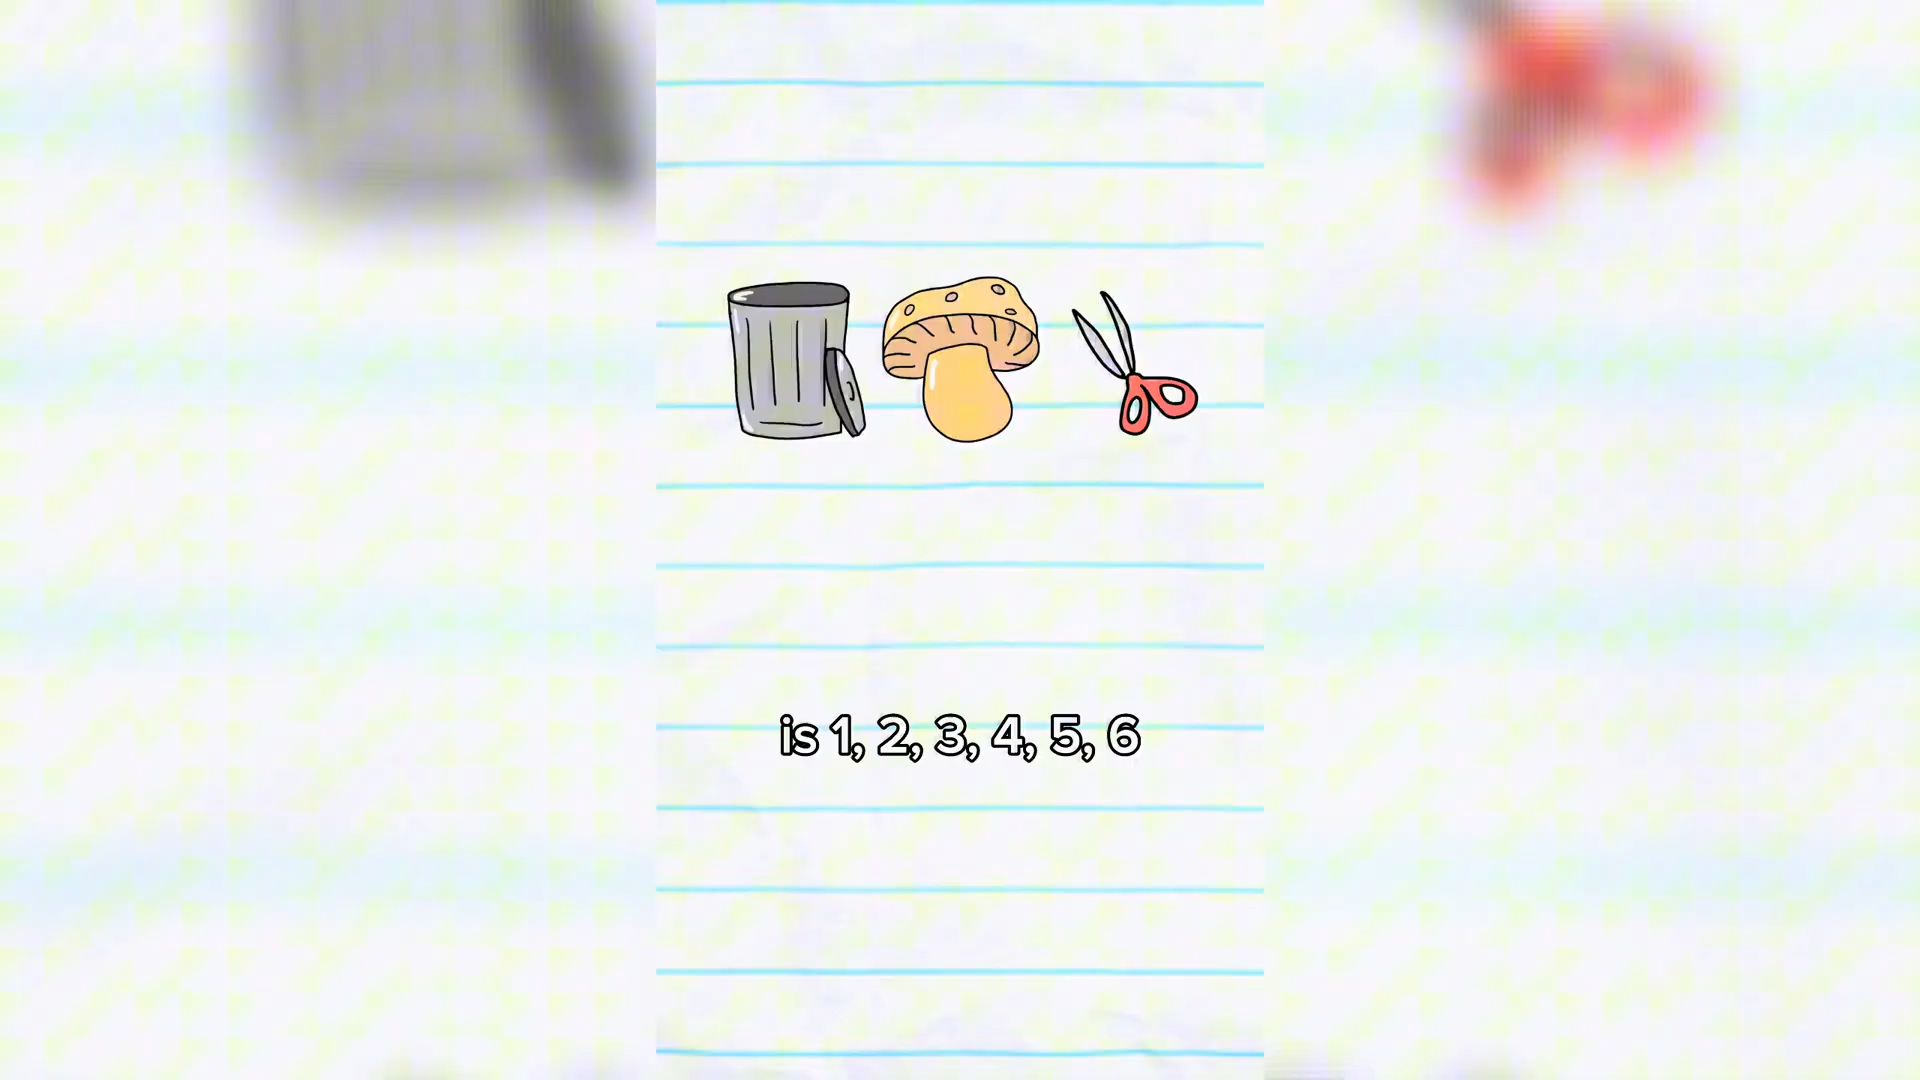 is 1, 2, 3, 4, 5, 6